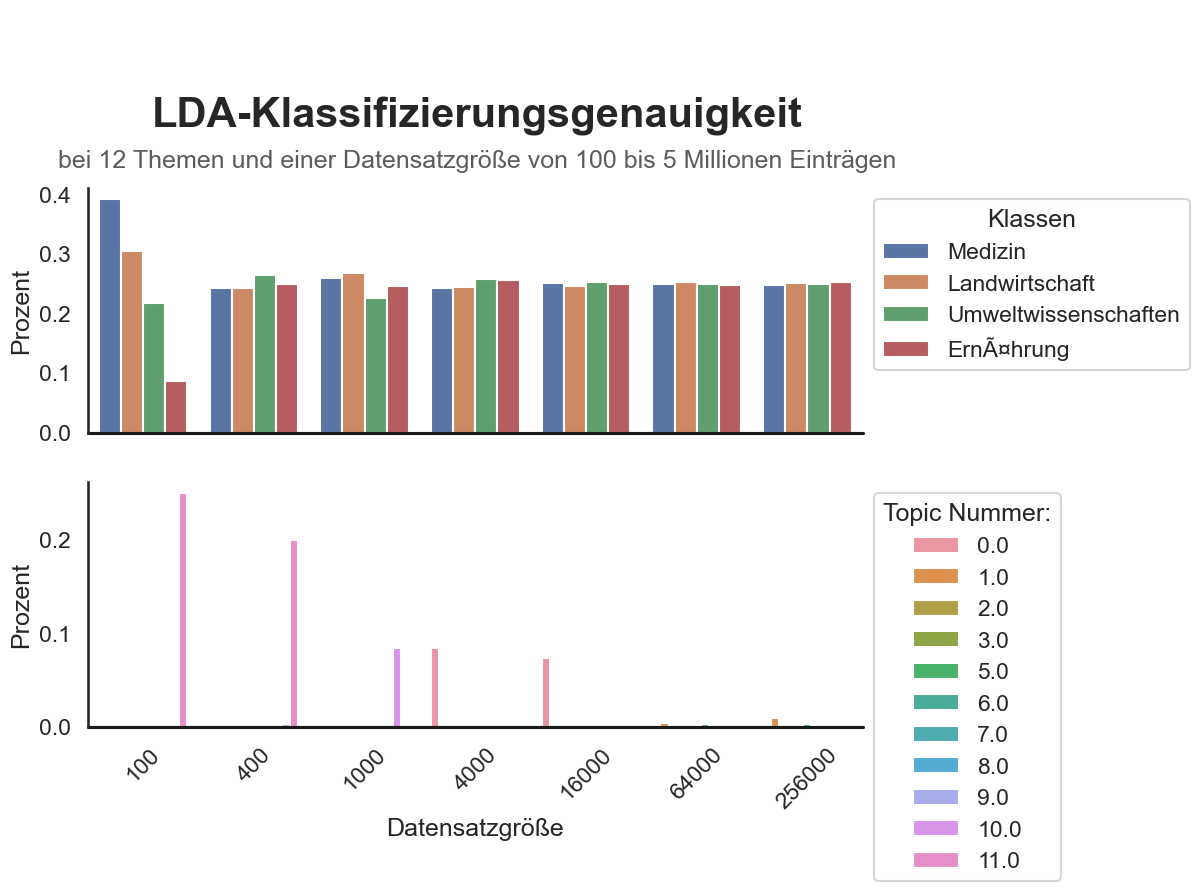 LDA-Klassifizierungsgenauigkeit
bei 12 Themen und einer Datensatzgröße von 100 bis 5 Millionen Einträgen
Prozent
0.4
0.3
0.2
0.1
0.0
Klassen
Medizin
Landwirtschaft
Umweltwissenschaften
ErnÃ¤hrung
Prozent
0.2
0.1
0.0
100
400
1000
4000
16000
64000
256000
Datensatzgröße
Topic Nummer:
0.0
1.0
2.0
3.0
5.0
6.0
7.0
8.0
9.0
10.0
11.0